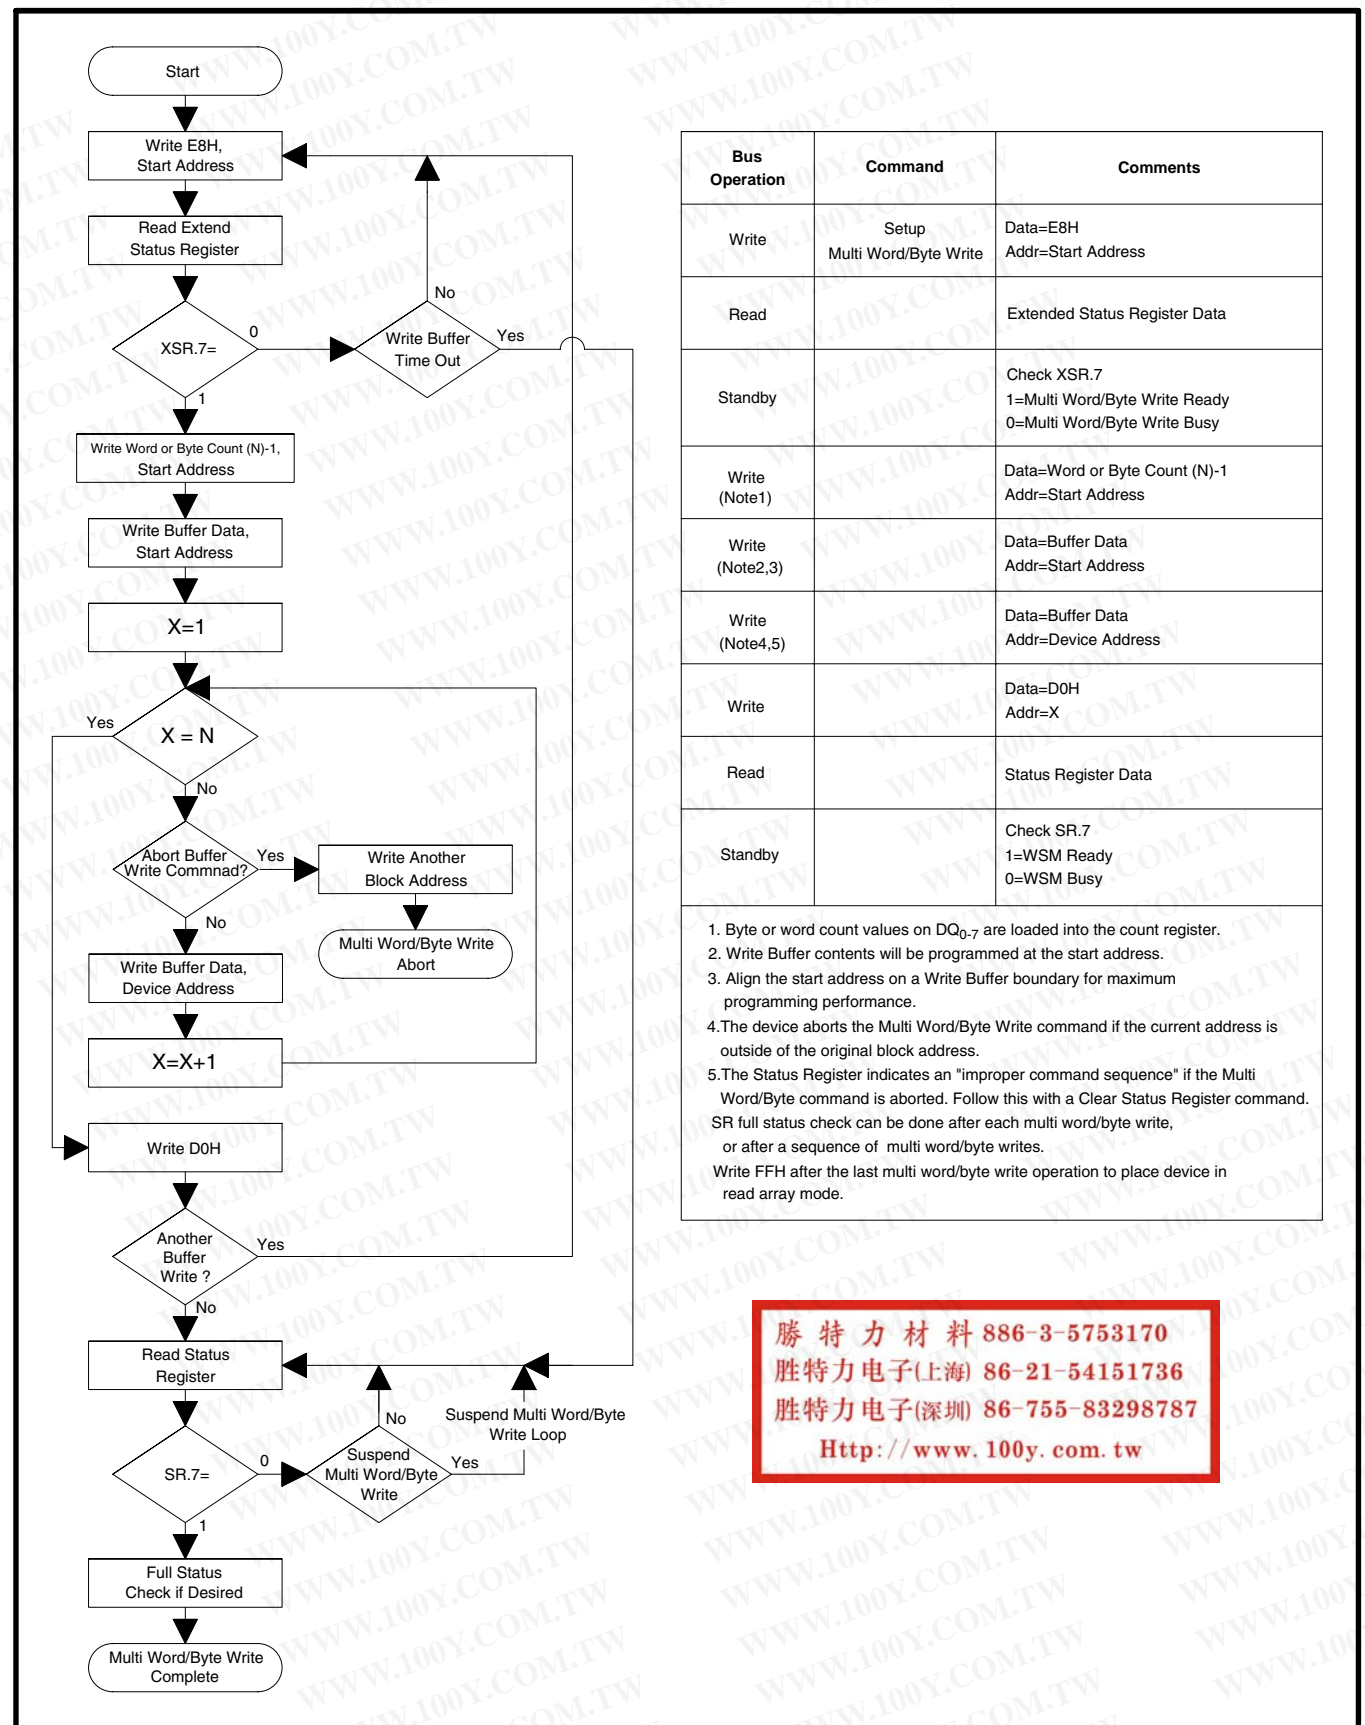 Start
Write E8H,
Start Address
Read Extend
Status Register
XSR.7=
0
1
Write Buffer
Time Out
No
Yes
Write Word or Byte Count (N)-1,
Start Address
Write Buffer Data,
Start Address
X=1
X = N
Yes
No
Abort Buffer
Write Commnad?
Yes
No
Write Another
Block Address
Multi Word/Byte Write
Abort
Write Buffer Data,
Device Address
X=X+1
Write D0H
Another
Buffer
Write ?
Yes
No
Read Status
Register
SR.7=
0
1
Suspend
Multi Word/Byte
Write
No
Yes
Suspend Multi Word/Byte
Write Loop
Full Status
Check if Desired
Multi Word/Byte Write
Complete
Bus
Operation
Command
Comments
Write
Setup
Multi Word/Byte Write
Data=E8H
Addr=Start Address
Read
Extended Status Register Data
Standby
Check XSR.7
1=Multi Word/Byte Write Ready
0=Multi Word/Byte Write Busy
Write
(Note1)
Data=Word or Byte Count (N)-1
Addr=Start Address
Write
(Note2,3)
Data=Buffer Data
Addr=Start Address
Write
(Note4,5)
Data=Buffer Data
Addr=Device Address
Write
Data=D0H
Addr=X
Read
Status Register Data
Standby
Check SR.7
1=WSM Ready
0=WSM Busy
1. Byte or word count values on DQ0-7 are loaded into the count register.
2. Write Buffer contents will be programmed at the start address.
3. Align the start address on a Write Buffer boundary for maximum
programming performance.
4.The device aborts the Multi Word/Byte Write command if the current address is
outside of the original block address.
5.The Status Register indicates an "improper command sequence" if the Multi
Word/Byte command is aborted. Follow this with a Clear Status Register command.
SR full status check can be done after each multi word/byte write,
or after a sequence of multi word/byte writes.
Write FFH after the last multi word/byte write operation to place device in
read array mode.
勝 特 力 材 料 886-3-5753170
胜特力电子(上海) 86-21-54151736
胜特力电子(深圳) 86-755-83298787
Http://www.100y.com.tw
WWW.100Y.COM.TW